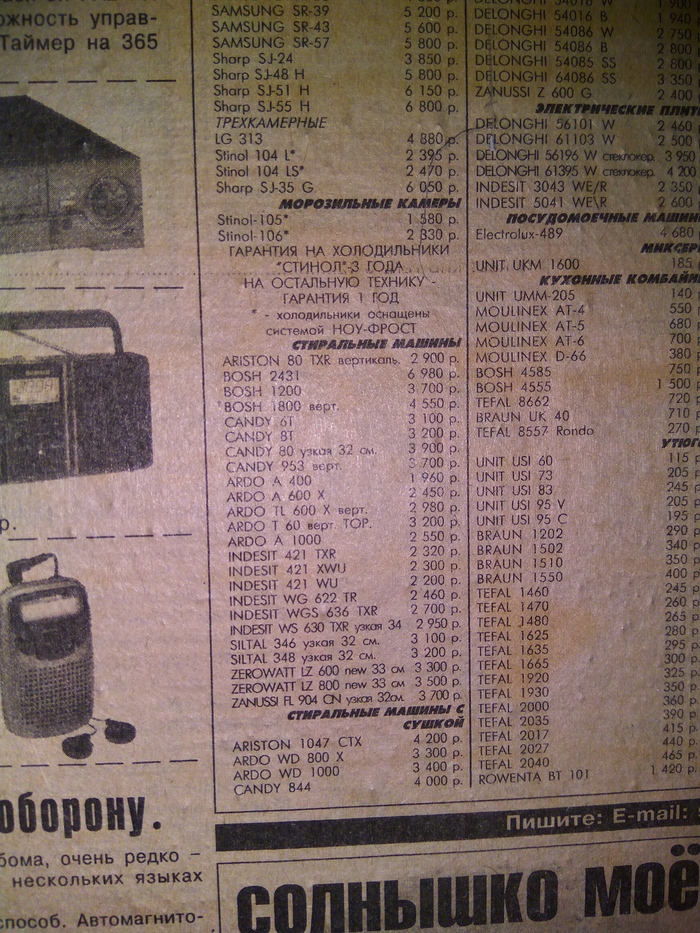 ожность управ-
Таймер на 365
р.
оборону.
бома, очень редко –
нескольких языках
способ. Автомагнито-
SAMSUNG SR-39 5 200 р.
SAMSUNG SR-43 5 600 р.
SAMSUNG SR-57 5 800 р.
Sharp SJ-24 3 850 р.
Sharp SJ-48 H 5 800 р.
Sharp SJ-51 H 6 150 р.
Sharp SJ-55 H 6 800 р.
ТРЕХКАМЕРНЫЕ
LG 313 4 880 р.
Stinol 104 L* 2 395 р.
Stinol 104 LS* 2 470 р.
Sharp SJ-35 G 6 050 р.
МОРОЗИЛЬНЫЕ КАМЕРЫ
Stinol-105* 1 580 р.
Stinol-106* 2 330 р.
ГАРАНТИЯ НА ХОЛОДИЛЬНИКИ
"СТИНОЛ"-3 ГОДА
НА ОСТАЛЬНУЮ ТЕХНИКУ -
ГАРАНТИЯ 1 ГОД
* - холодильники оснащены
системой НОУ-ФРОСТ
СТИРАЛЬНЫЕ МАШИНЫ
ARISTON 80 TXR вертикаль. 2 900 р.
BOSH 2431 6 980 р.
BOSH 1200 3 700 р.
BOSH 1800 верт. 4 550 р.
CANDY 6T 3 100 р.
CANDY 8T 3 200 р.
CANDY 80 узкая 32 см. 3 900 р.
CANDY 953 верт. 3 700 р.
ARDO A 400 1 960 р.
ARDO A 600 X 2 450 р.
ARDO TL 600 X верт. 2 980 р.
ARDO T 60 верт. TOP. 3 200 р.
ARDO A 1000 2 550 р.
INDESIT 421 TXR 2 320 р.
INDESIT 421 XWU 2 300 р.
INDESIT 421 WU 2 200 р.
INDESIT WG 622 TR 2 460 р.
INDESIT WGS 636 TXR 2 700 р.
INDESIT WS 630 TXR узкая 34 2 950 р.
SILTAL 346 узкая 32 см. 3 100 р.
SILTAL 348 узкая 32 см. 3 200 р.
ZEROWATT LZ 600 new 33 см 3 300 р.
ZEROWATT LZ 800 new 33 см 3 500 р.
ZANUSSI FL 904 CN узкая 32см. 3 700 р.
СТИРАЛЬНЫЕ МАШИНЫ С
СУШКОЙ
ARISTON 1047 CTX 4 200 р.
ARDO WD 800 X 3 300 р.
ARDO WD 1000 3 400 р.
CANDY 844 4 000 р.
DELONGHI 54016 W 1 900
DELONGHI 54016 B 1 940
DELONGHI 54086 W 2 750
DELONGHI 54086 B 2 800
DELONGHI 54085 SS 2 800
DELONGHI 64086 SS 3 350
ZANUSSI Z 600 G 2 400
ЭЛЕКТРИЧЕСКИЕ ПЛИТЫ
DELONGHI 56101 W 2 460
DELONGHI 61103 W 2 500
DELONGHI 56196 W стеклокер. 3 950
DELONGHI 61395 W стеклокер. 4 200
INDESIT 3043 WE/R 2 350
INDESIT 5041 WE\R 2 600
ПОСУДОМОЕЧНЫЕ МАШИН
Electrolux-489 4 680
МИКСЕР
UNIT UKM 1600 185
КУХОННЫЕ КОМБАЙН
UNIT UMM-205 140
MOULINEX AT-4 550
MOULINEX AT-5 680
MOULINEX AT-6 700
MOULINEX D-66 380
BOSH 4585 750
BOSH 4555 1 500
TEFAL 8662 720
BRAUN UK 40 710
TEFAL 8557 Rondo 270
УТЮГ
UNIT USI 60 115
UNIT USI 73 205
UNIT USI 83 245
UNIT USI 95 V 205
UNIT USI 95 C 195
BRAUN 1202 290
BRAUN 1502 340
BRAUN 1510 350
BRAUN 1550 400
TEFAL 1460 245
TEFAL 1470 260
TEFAL 1480 265
TEFAL 1625 280
TEFAL 1635 295
TEFAL 1665 300
TEFAL 1920 325
TEFAL 1930 350
TEFAL 2000 360
TEFAL 2035 390
TEFAL 2017 415
TEFAL 2027 440
TEFAL 2040 465
ROWENTA BT 101 1 420 р.
Пишите: E-mail:
СОЛНЫШКО МОЁ